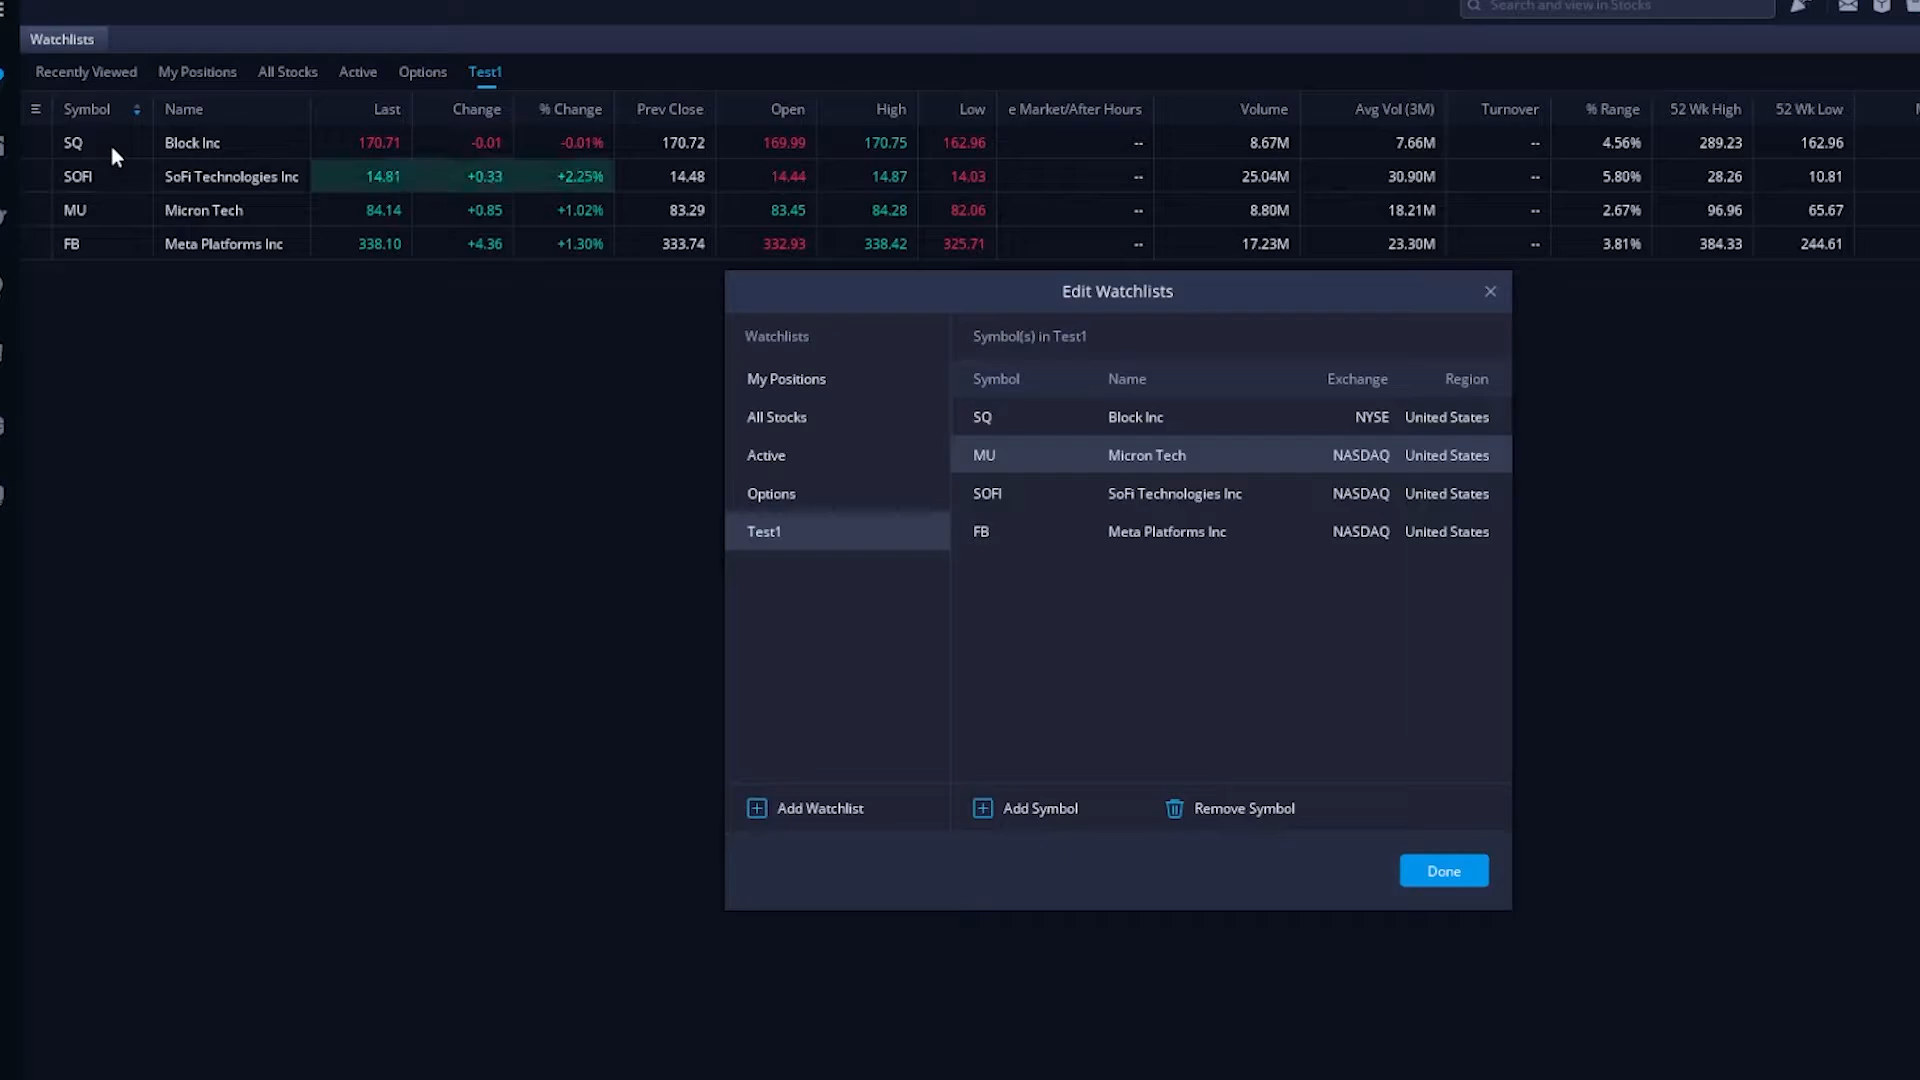 Search and view in Stocks
Watchlists
Recently Viewed My Positions All Stocks Active Options Test1
Symbol Name Last Change % Change Prev Close Open High Low e Market/After Hours Volume Avg Vol (3M) Turnover % Range 52 Wk High 52 Wk Low
SQ Block Inc 170.71 -0.01 -0.01% 170.72 169.99 170.75 162.96 -- 8.67M 7.66M -- 4.56% 289.23 162.96
SOFI SoFi Technologies Inc 14.81 +0.33 +2.25% 14.48 14.44 14.87 14.03 -- 25.04M 30.90M -- 5.80% 28.26 10.81
MU Micron Tech 84.14 +0.85 +1.02% 83.29 83.45 84.28 82.06 -- 8.80M 18.21M -- 2.67% 96.96 65.67
FB Meta Platforms Inc 338.10 +4.36 +1.30% 333.74 332.93 338.42 325.71 -- 17.23M 23.30M -- 3.81% 384.33 244.61
Edit Watchlists
Watchlists
My Positions
All Stocks
Active
Options
Test1
Add Watchlist
Symbol(s) in Test1
Symbol Name Exchange Region
SQ Block Inc NYSE United States
MU Micron Tech NASDAQ United States
SOFI SoFi Technologies Inc NASDAQ United States
FB Meta Platforms Inc NASDAQ United States
Add Symbol Remove Symbol
Done